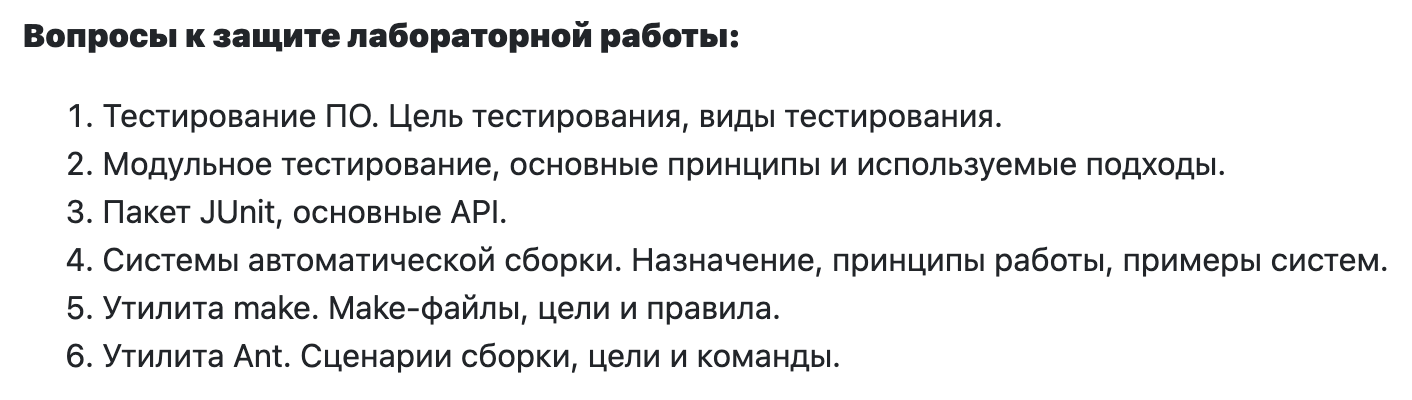 Вопросы к защите лабораторной работы:
1. Тестирование ПО. Цель тестирования, виды тестирования.
2. Модульное тестирование, основные принципы и используемые подходы.
3. Пакет JUnit, основные API.
4. Системы автоматической сборки. Назначение, принципы работы, примеры систем.
5. Утилита make. Make-файлы, цели и правила.
6. Утилита Ant. Сценарии сборки, цели и команды.